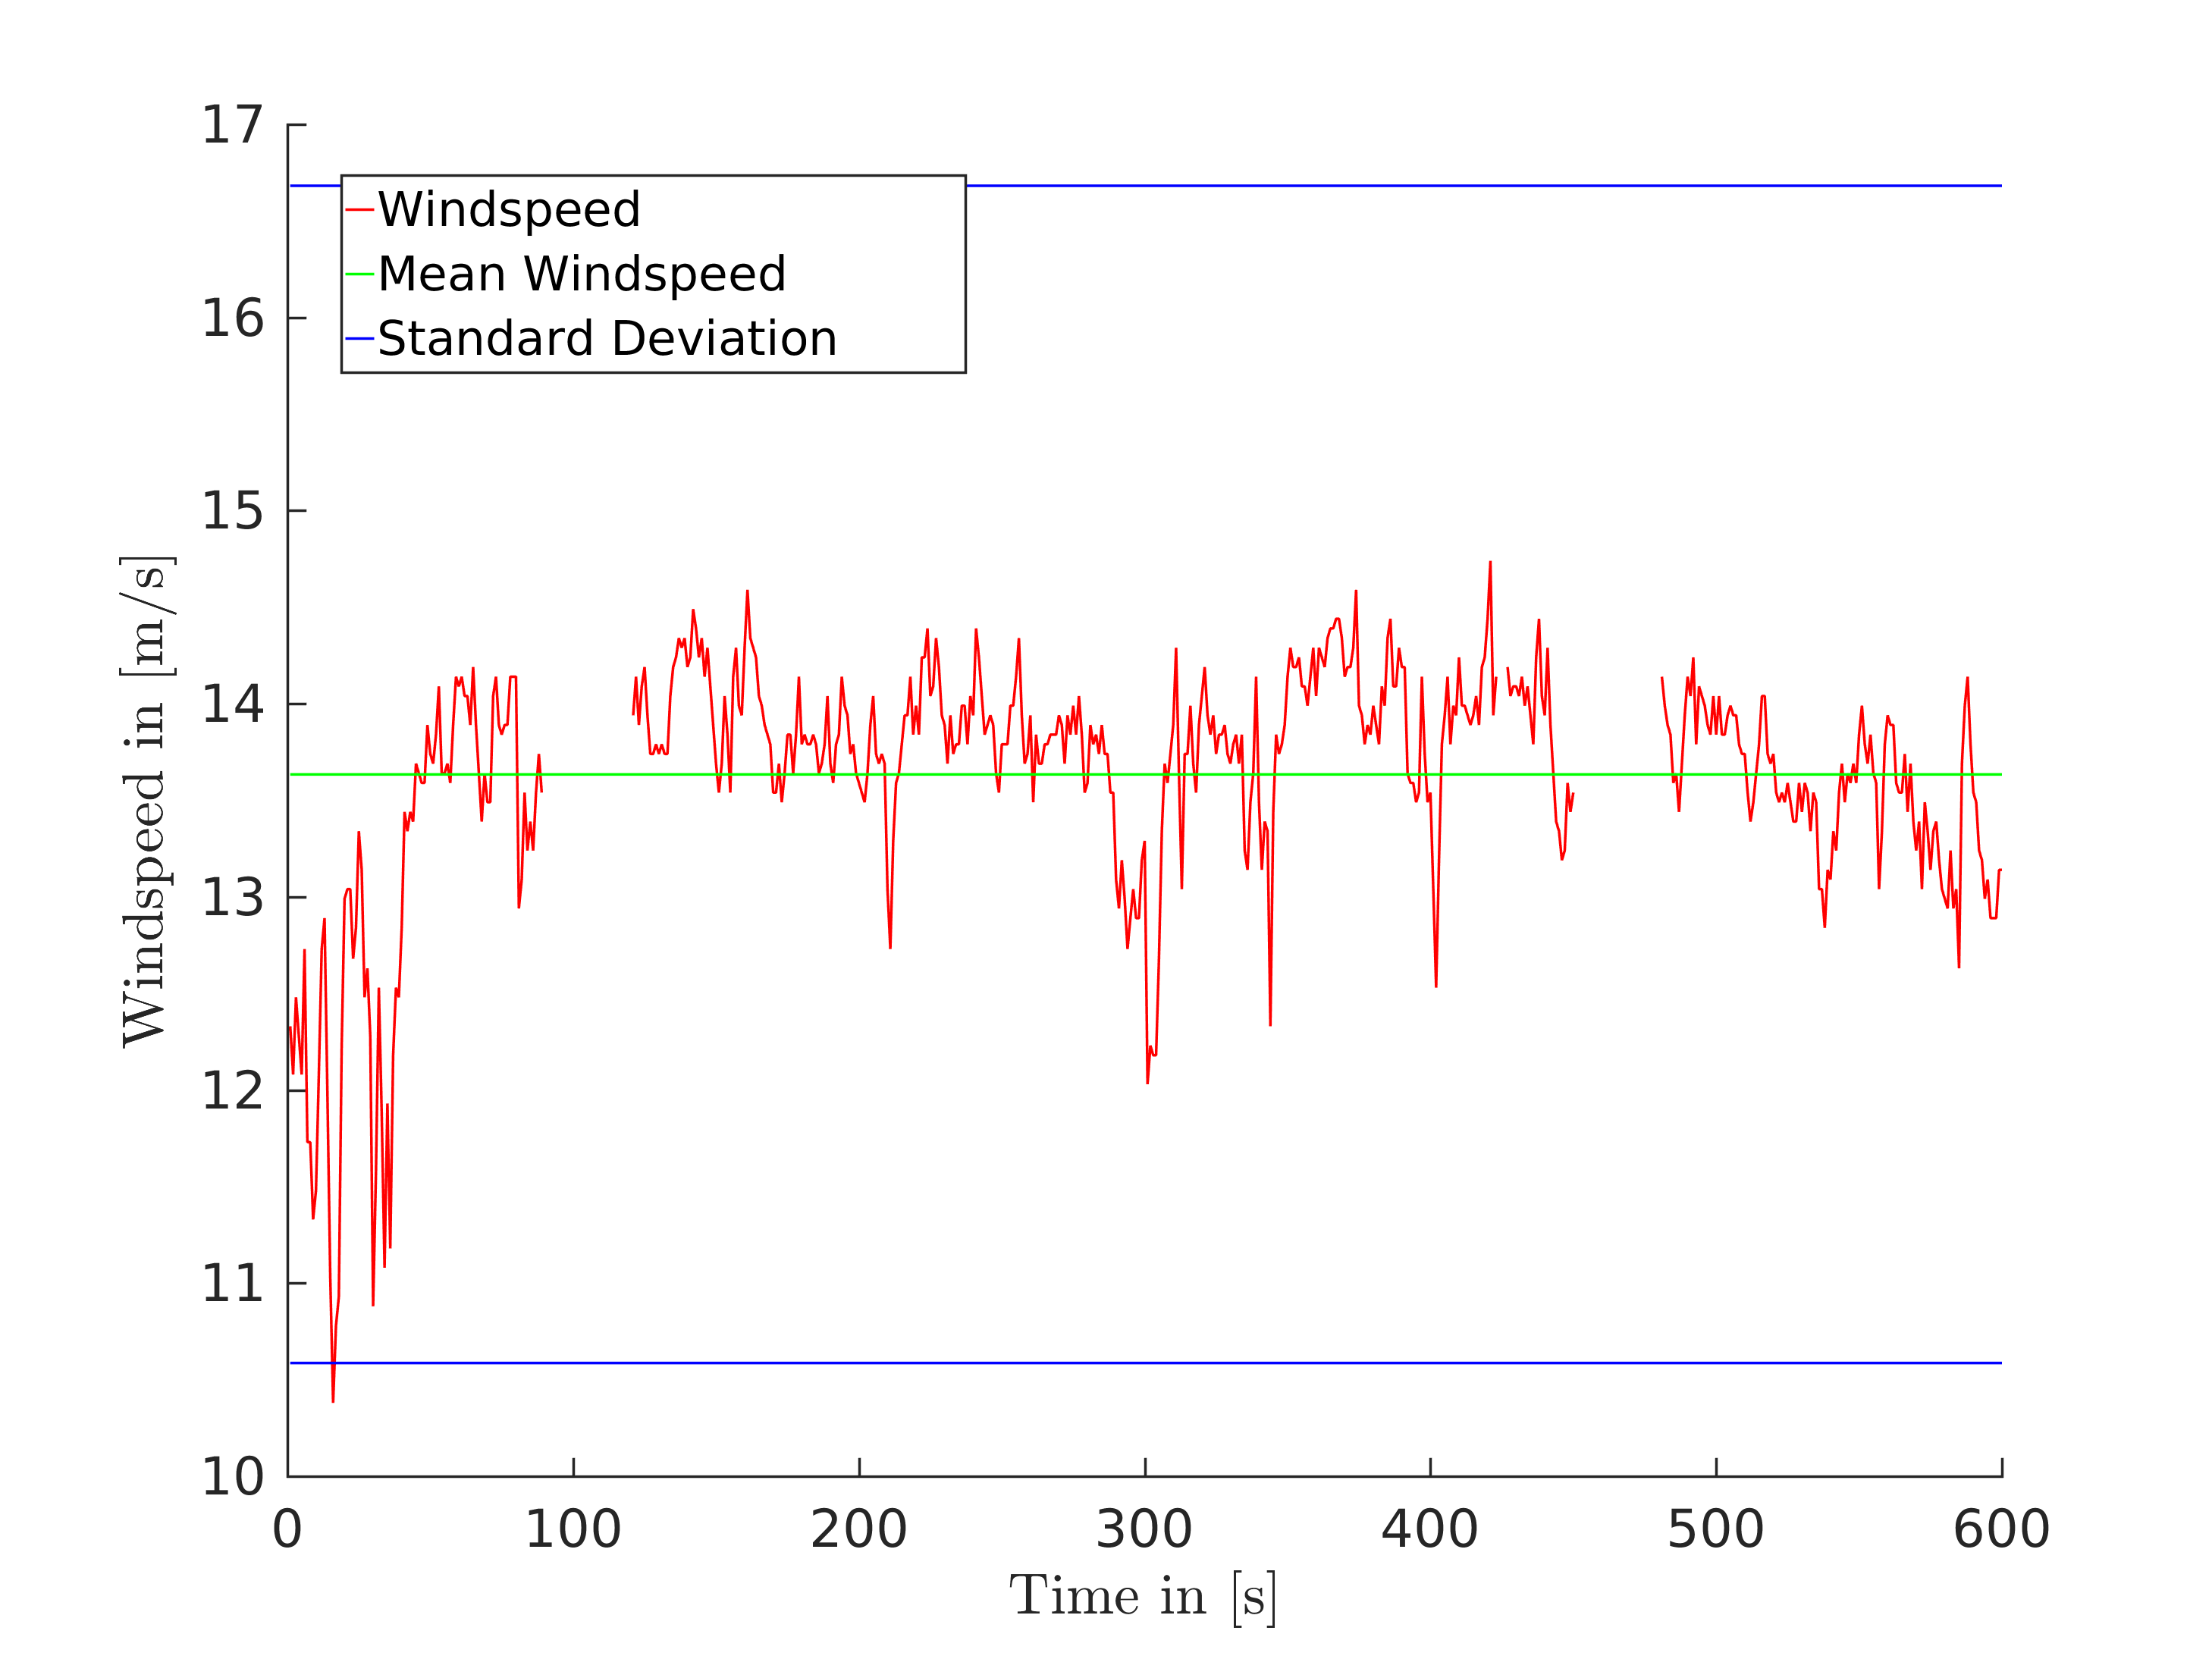 17
16
15
14
13
12
11
10
Windspeed
Mean Windspeed
Standard Deviation
Windspeed in [m/s]
0 100 200 300 400 500 600
Time in [s]